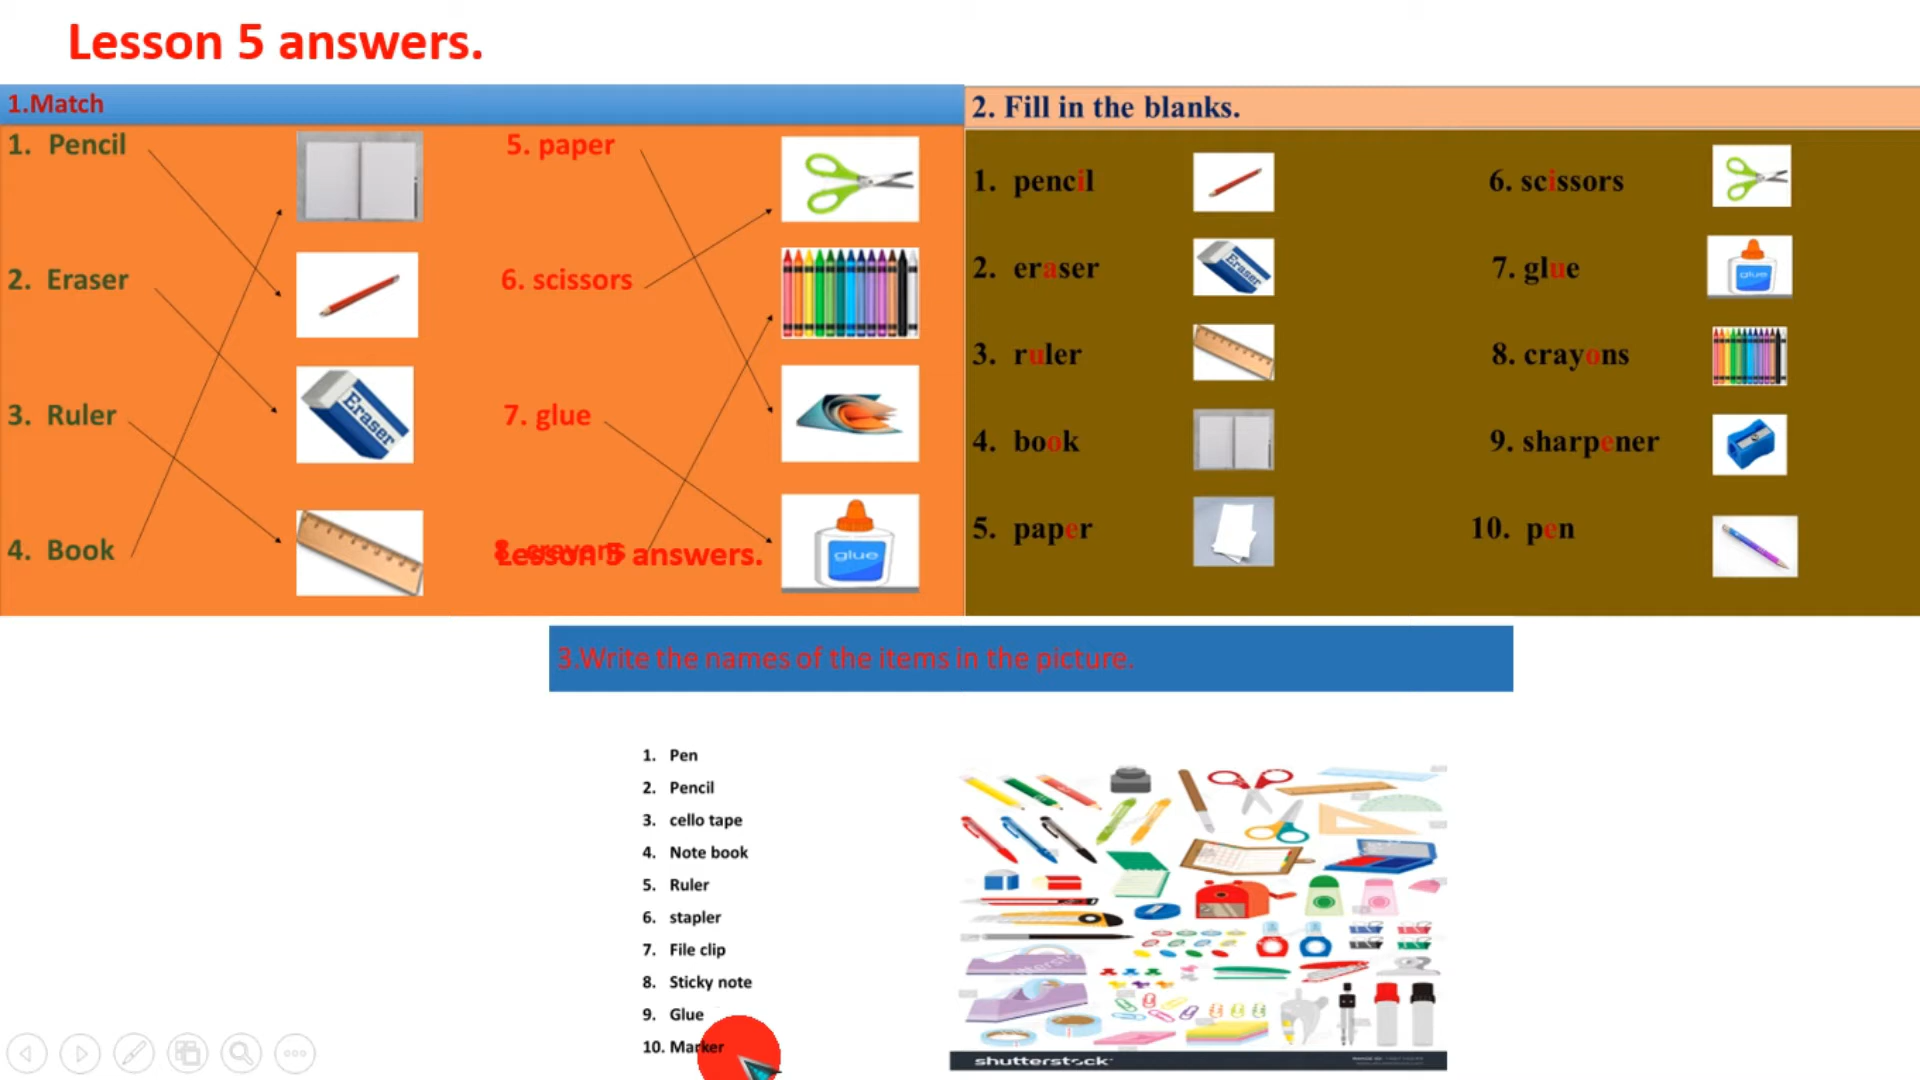 Lesson 5 answers.
1.Match
1. Pencil
2. Eraser
3. Ruler
4. Book
5. paper
6. scissors
7. glue
8. crayons
Lesson 5 answers.
Eraser
glue
2. Fill in the blanks.
1. pencil
2. eraser
3. ruler
4. book
5. paper
6. scissors
7. glue
8. crayons
9. sharpener
10. pen
Eraser
glue
3.Write the names of the items in the picture.
1. Pen
2. Pencil
3. cello tape
4. Note book
5. Ruler
6. stapler
7. File clip
8. Sticky note
9. Glue
10. Marker
shutterstock